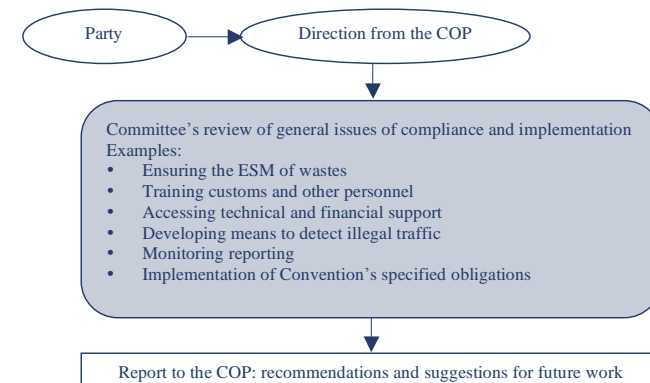 Party
Direction from the COP
Committee's review of general issues of compliance and implementation
Examples:
• Ensuring the ESM of wastes
• Training customs and other personnel
• Accessing technical and financial support
• Developing means to detect illegal traffic
• Monitoring reporting
• Implementation of Convention's specified obligations
Report to the COP: recommendations and suggestions for future work